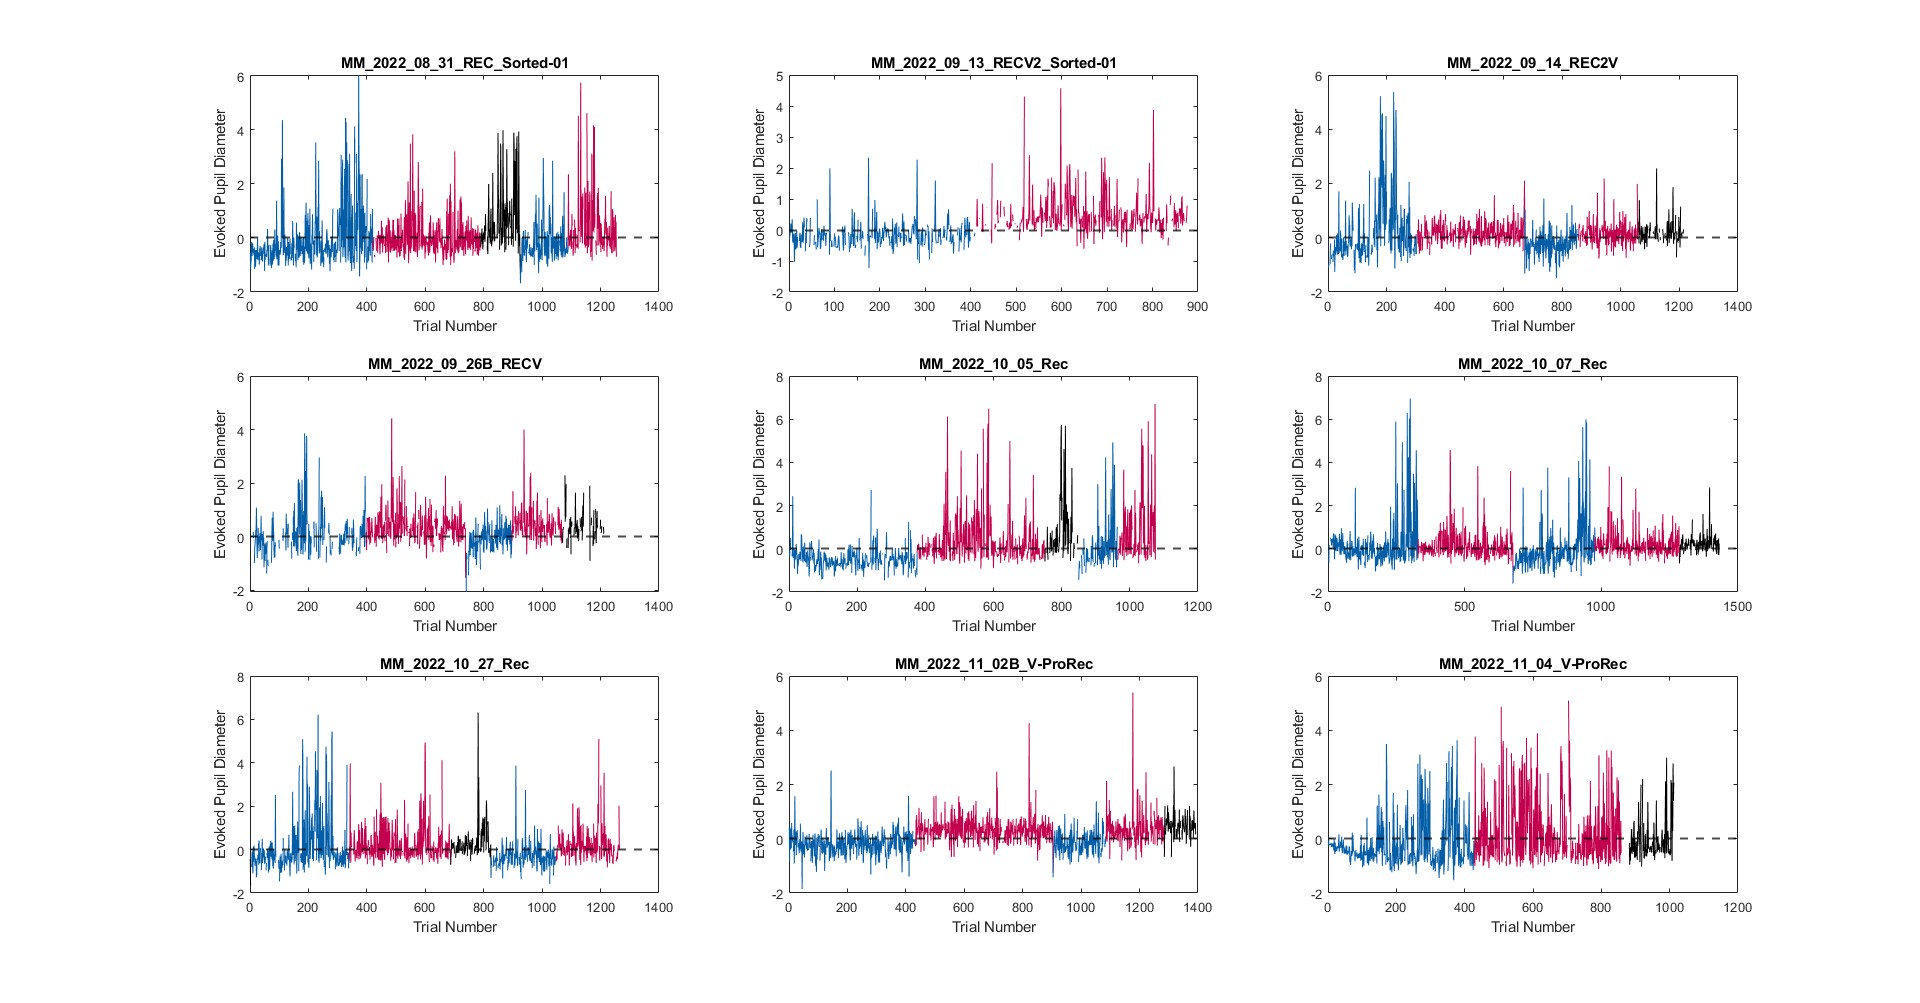 MM_2022_08_31_REC_Sorted-01
MM_2022_09_13_RECV2_Sorted-01
MM_2022_09_14_REC2V
6
4
2
0
-2
Evoked Pupil Diameter
0 200 400 600 800 1000 1200 1400
Trial Number
5
4
3
2
1
0
-1
-2
Evoked Pupil Diameter
0 100 200 300 400 500 600 700 800 900
Trial Number
6
4
2
0
-2
Evoked Pupil Diameter
0 200 400 600 800 1000 1200 1400
Trial Number
MM_2022_09_26B_RECV
MM_2022_10_05_Rec
MM_2022_10_07_Rec
6
4
2
0
-2
Evoked Pupil Diameter
0 200 400 600 800 1000 1200 1400
Trial Number
8
6
4
2
0
-2
Evoked Pupil Diameter
0 200 400 600 800 1000 1200
Trial Number
8
6
4
2
0
-2
Evoked Pupil Diameter
0 500 1000 1500
Trial Number
MM_2022_10_27_Rec
MM_2022_11_02B_V-ProRec
MM_2022_11_04_V-ProRec
8
6
4
2
0
-2
Evoked Pupil Diameter
0 200 400 600 800 1000 1200 1400
Trial Number
6
4
2
0
-2
Evoked Pupil Diameter
0 200 400 600 800 1000 1200 1400
Trial Number
6
4
2
0
-2
Evoked Pupil Diameter
0 200 400 600 800 1000 1200
Trial Number